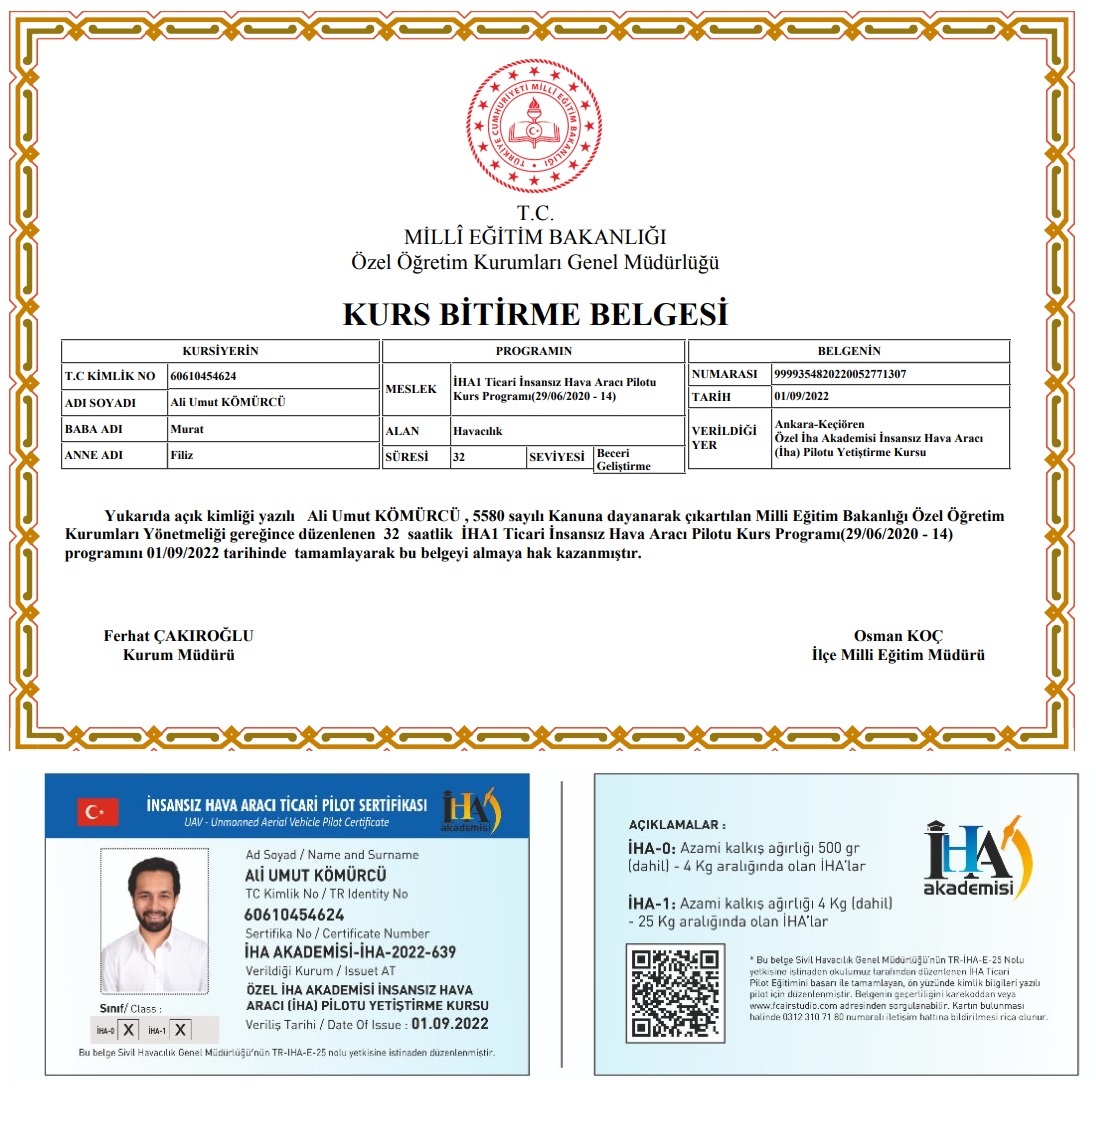 TÜRKİYE CUMHURİYETİ MİLLÎ EĞİTİM BAKANLIĞI
T.C.
MİLLÎ EĞİTİM BAKANLIĞI
Özel Öğretim Kurumları Genel Müdürlüğü
KURS BİTİRME BELGESİ
KURSİYERİN
T.C KİMLİK NO 60610454624
ADI SOYADI Ali Umut KÖMÜRCÜ
BABA ADI Murat
ANNE ADI Filiz
PROGRAMIN
MESLEK İHA1 Ticari İnsansız Hava Aracı Pilotu
Kurs Programı(29/06/2020 - 14)
ALAN Havacılık
SÜRESİ 32 SEVİYESİ Beceri
Geliştirme
BELGENİN
NUMARASI 9999354820220052771307
TARİH 01/09/2022
VERİLDİĞİ YER Ankara-Keçiören
Özel İha Akademisi İnsansız Hava Aracı
(İha) Pilotu Yetiştirme Kursu
Yukarıda açık kimliği yazılı Ali Umut KÖMÜRCÜ , 5580 sayılı Kanuna dayanarak çıkartılan Milli Eğitim Bakanlığı Özel Öğretim
Kurumları Yönetmeliği gereğince düzenlenen 32 saatlik İHA1 Ticari İnsansız Hava Aracı Pilotu Kurs Programı(29/06/2020 - 14)
programını 01/09/2022 tarihinde tamamlayarak bu belgeyi almaya hak kazanmıştır.
Ferhat ÇAKIROĞLU
Kurum Müdürü
Osman KOÇ
İlçe Milli Eğitim Müdürü
İNSANSIZ HAVA ARACI TİCARİ PİLOT SERTİFİKASI
UAV - Unmanned Aerial Vehicle Pilot Certificate
İHA akademisi
Ad Soyad / Name and Surname
ALİ UMUT KÖMÜRCÜ
TC Kimlik No / TR Identity No
60610454624
Sertifika No / Certificate Number
İHA AKADEMİSİ-İHA-2022-639
Verildiği Kurum / Issuet AT
ÖZEL İHA AKADEMİSİ İNSANSIZ HAVA
ARACI (İHA) PİLOTU YETİŞTİRME KURSU
Veriliş Tarihi / Date Of Issue : 01.09.2022
Sınıf/ Class :
İHA-0 X İHA-1 X
Bu belge Sivil Havacılık Genel Müdürlüğü'nün TR-İHA-E-25 nolu yetkisine istinaden düzenlenmiştir.
AÇIKLAMALAR :
İHA-0: Azami kalkış ağırlığı 500 gr
(dahil) - 4 Kg aralığında olan İHA'lar
İHA-1: Azami kalkış ağırlığı 4 Kg (dahil)
- 25 Kg aralığında olan İHA'lar
İHA
akademisi
* Bu belge Sivil Havacılık Genel Müdürlüğü'nün TR-İHA-E-25 Nolu
yetkisine istinaden okulumuz tarafından düzenlenen İHA Ticari
Pilot Eğitimini basarı ile tamamlayan, ön yüzünde kimlik bilgileri yazılı
pilot için düzenlenmiştir. Belgenin geçerliliğini karekoddan veya
www.fcairstudio.com adresinden sorgulanabilir. Kartın bulunması
halinde 0312 310 71 80 numaralı iletişim hattına bildirilmesi rica olunur.